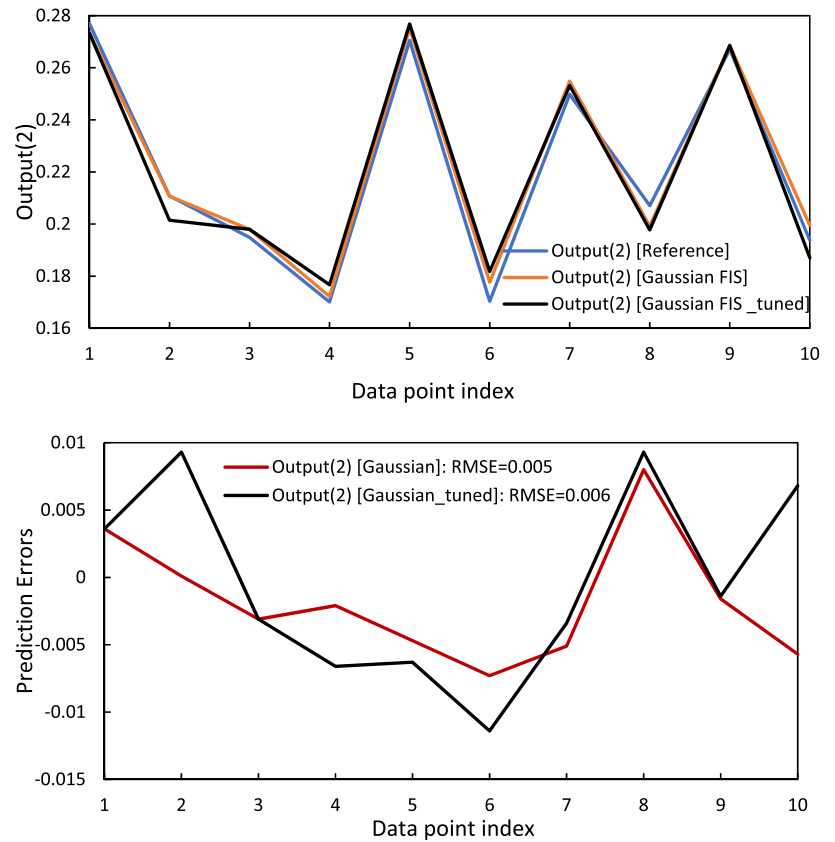 0.28
0.26
0.24
0.22
0.2
0.18
0.16
Output(2)
Output(2) [Reference]
Output(2) [Gaussian FIS]
Output(2) [Gaussian FIS _tuned]
1 2 3 4 5 6 7 8 9 10
Data point index
0.01
0.005
0
-0.005
-0.01
-0.015
Prediction Errors
Output(2) [Gaussian]: RMSE=0.005
Output(2) [Gaussian_tuned]: RMSE=0.006
1 2 3 4 5 6 7 8 9 10
Data point index